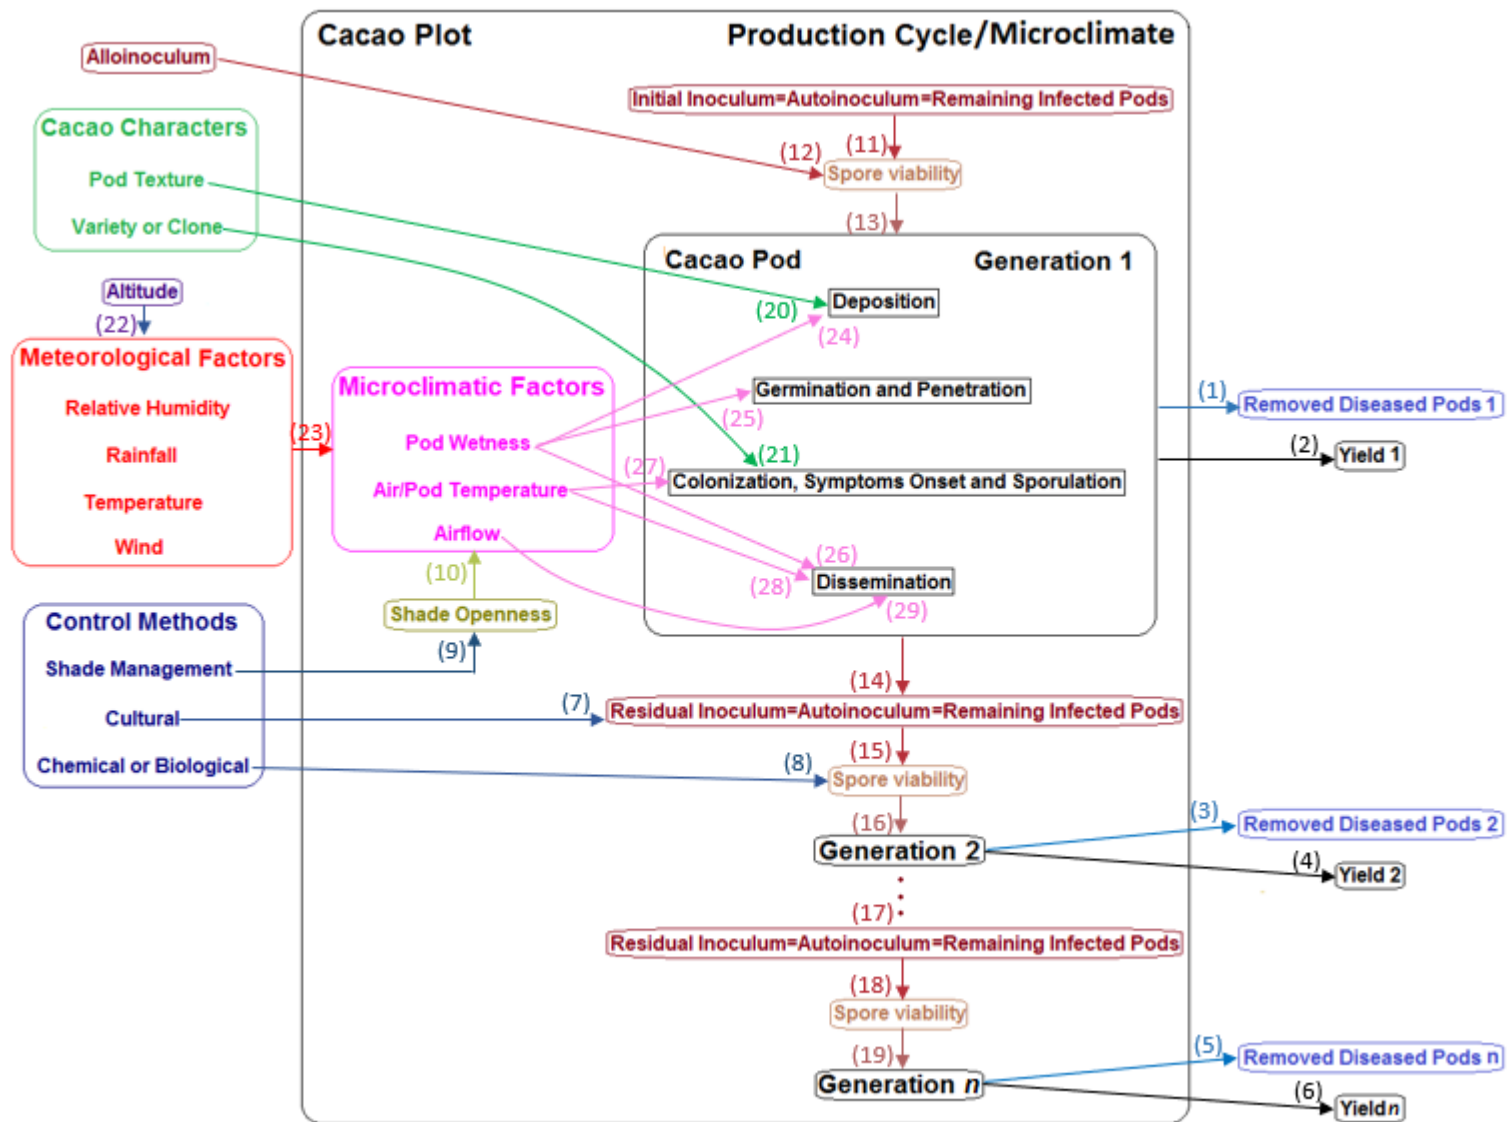 Cacao Plot
Production Cycle/Microclimate
Alloinoculum
Initial Inoculum=Autoinoculum=Remaining Infected Pods
(11)
(12)
Spore viability
(13)
Cacao Characters
Pod Texture
Variety or Clone
Cacao Pod
Generation 1
Deposition
(20)
(24)
Altitude
(22)
Meteorological Factors
Relative Humidity
Rainfall
Temperature
Wind
(23)
Microclimatic Factors
Pod Wetness
Air/Pod Temperature
Airflow
Germination and Penetration
(25)
(21)
(27)
Colonization, Symptoms Onset and Sporulation
(26)
(28)
Dissemination
(29)
(1)
Removed Diseased Pods 1
(2)
Yield 1
(10)
Shade Openness
(9)
Control Methods
Shade Management
Cultural
Chemical or Biological
(7)
(8)
(14)
Residual Inoculum=Autoinoculum=Remaining Infected Pods
(15)
Spore viability
(16)
Generation 2
(3)
Removed Diseased Pods 2
(4)
Yield 2
(17)
Residual Inoculum=Autoinoculum=Remaining Infected Pods
(18)
Spore viability
(19)
Generation n
(5)
Removed Diseased Pods n
(6)
Yield n